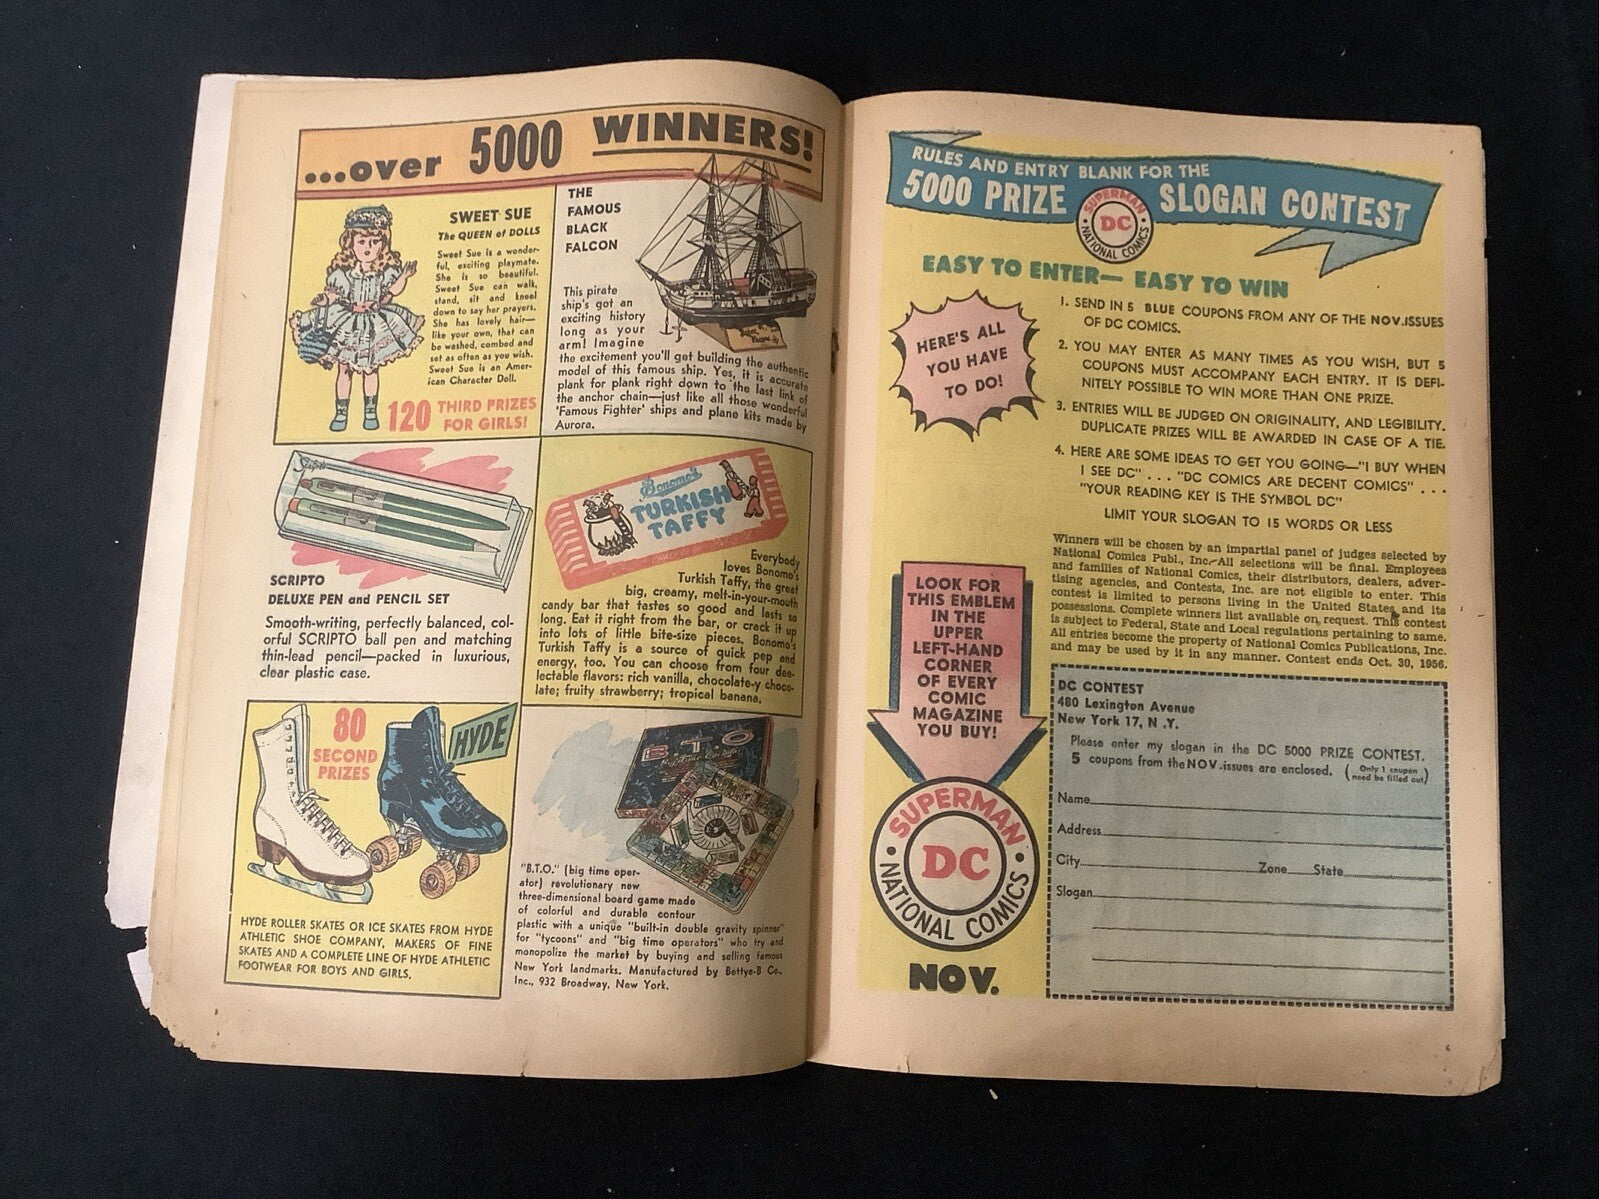 ...over 5000 WINNERS!
SWEET SUE
The QUEEN of DOLLS
Sweet Sue is a wonder-
ful, exciting playmate.
She is so beautiful.
Sweet Sue can walk,
stand, sit and kneel
down to say her prayers.
She has lovely hair—
like your own, that can
be washed, combed and
set as often as you wish.
Sweet Sue is an Amer-
ican Character Doll.
120 THIRD PRIZES
FOR GIRLS!
THE
FAMOUS
BLACK
FALCON
This pirate
ship's got an
exciting history
long as your
arm! Imagine
the excitement you'll get building the authentic
model of this famous ship. Yes, it is accurate
plank for plank right down to the last link of
the anchor chain—just like all those wonderful
'Famous Fighter' ships and plane kits made by
Aurora.
Scripto
SCRIPTO
DELUXE PEN and PENCIL SET
Smooth-writing, perfectly balanced, col-
orful SCRIPTO ball pen and matching
thin-lead pencil—packed in luxurious,
clear plastic case.
Bonomo's
TURKISH
TAFFY
Everybody
loves Bonomo's
Turkish Taffy, the great
big, creamy, melt-in-your-mouth
candy bar that tastes so good and lasts so
long. Eat it right from the bar, or crack it up
into lots of little bite-size pieces. Bonomo's
Turkish Taffy is a source of quick pep and
energy, too. You can choose from four dee-
lectable flavors: rich vanilla, chocolate-y choco-
late; fruity strawberry; tropical banana.
80
SECOND
PRIZES
HYDE
HYDE ROLLER SKATES OR ICE SKATES FROM HYDE
ATHLETIC SHOE COMPANY, MAKERS OF FINE
SKATES AND A COMPLETE LINE OF HYDE ATHLETIC
FOOTWEAR FOR BOYS AND GIRLS.
B T O
"B.T.O." (big time oper-
ator) revolutionary new
three-dimensional board game made
of colorful and durable contour
plastic with a unique "built-in double gravity spinner"
for "tycoons" and "big time operators" who try and
monopolize the market by buying and selling famous
New York landmarks. Manufactured by Bettye-B Co.,
Inc., 932 Broadway, New York.
RULES AND ENTRY BLANK FOR THE
5000 PRIZE SLOGAN CONTEST
SUPERMAN
DC
NATIONAL COMICS
EASY TO ENTER— EASY TO WIN
HERE'S ALL
YOU HAVE
TO DO!
1. SEND IN 5 BLUE COUPONS FROM ANY OF THE NOV. ISSUES
OF DC COMICS.
2. YOU MAY ENTER AS MANY TIMES AS YOU WISH, BUT 5
COUPONS MUST ACCOMPANY EACH ENTRY. IT IS DEFI-
NITELY POSSIBLE TO WIN MORE THAN ONE PRIZE.
3. ENTRIES WILL BE JUDGED ON ORIGINALITY, AND LEGIBILITY.
DUPLICATE PRIZES WILL BE AWARDED IN CASE OF A TIE.
4. HERE ARE SOME IDEAS TO GET YOU GOING—"I BUY WHEN
I SEE DC" . . . "DC COMICS ARE DECENT COMICS" . . .
"YOUR READING KEY IS THE SYMBOL DC"
LIMIT YOUR SLOGAN TO 15 WORDS OR LESS
Winners will be chosen by an impartial panel of judges selected by
National Comics Publ., Inc. All selections will be final. Employees
and families of National Comics, their distributors, dealers, adver-
tising agencies, and Contests, Inc. are not eligible to enter. This
contest is limited to persons living in the United States and its
possessions. Complete winners list available on request. This contest
is subject to Federal, State and Local regulations pertaining to same.
All entries become the property of National Comics Publications, Inc.
and may be used by it in any manner. Contest ends Oct. 30, 1956.
LOOK FOR
THIS EMBLEM
IN THE
UPPER
LEFT-HAND
CORNER
OF EVERY
COMIC
MAGAZINE
YOU BUY!
SUPERMAN
DC
NATIONAL COMICS
NOV.
DC CONTEST
480 Lexington Avenue
New York 17, N .Y.
Please enter my slogan in the DC 5000 PRIZE CONTEST.
5 coupons from the NOV. issues are enclosed. (Only 1 coupon
need be filled out)
Name
Address
City Zone State
Slogan